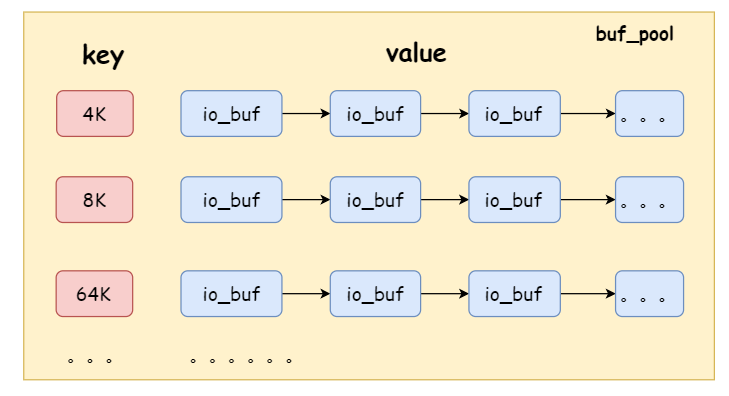 buf_pool
key value
4K io_buf io_buf io_buf 。。。
8K io_buf io_buf io_buf 。。。
64K io_buf io_buf io_buf 。。。
。。。 。。。。。。